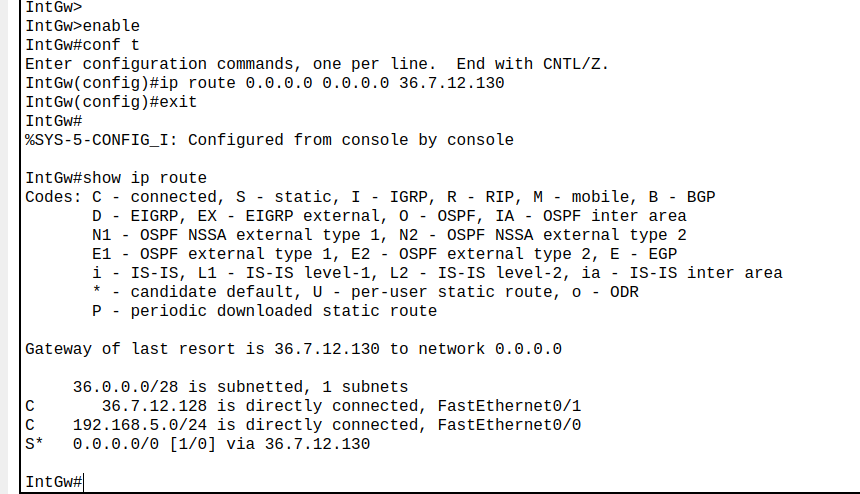 IntGw>
IntGw>enable
IntGw#conf t
Enter configuration commands, one per line.  End with CNTL/Z.
IntGw(config)#ip route 0.0.0.0 0.0.0.0 36.7.12.130
IntGw(config)#exit
IntGw#
%SYS-5-CONFIG_I: Configured from console by console

IntGw#show ip route
Codes: C - connected, S - static, I - IGRP, R - RIP, M - mobile, B - BGP
       D - EIGRP, EX - EIGRP external, O - OSPF, IA - OSPF inter area
       N1 - OSPF NSSA external type 1, N2 - OSPF NSSA external type 2
       E1 - OSPF external type 1, E2 - OSPF external type 2, E - EGP
       i - IS-IS, L1 - IS-IS level-1, L2 - IS-IS level-2, ia - IS-IS inter area
       * - candidate default, U - per-user static route, o - ODR
       P - periodic downloaded static route

Gateway of last resort is 36.7.12.130 to network 0.0.0.0

     36.0.0.0/28 is subnetted, 1 subnets
C       36.7.12.128 is directly connected, FastEthernet0/1
C    192.168.5.0/24 is directly connected, FastEthernet0/0
S*   0.0.0.0/0 [1/0] via 36.7.12.130

IntGw#